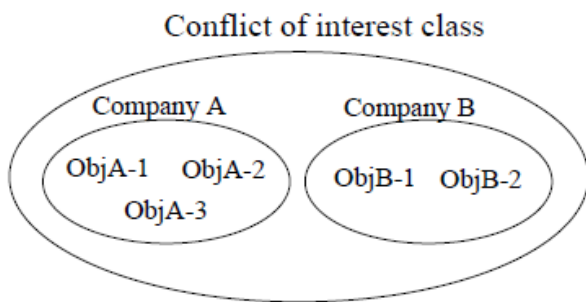 Conflict of interest class
Company A
Company B
ObjA-1 ObjA-2
ObjA-3
ObjB-1 ObjB-2